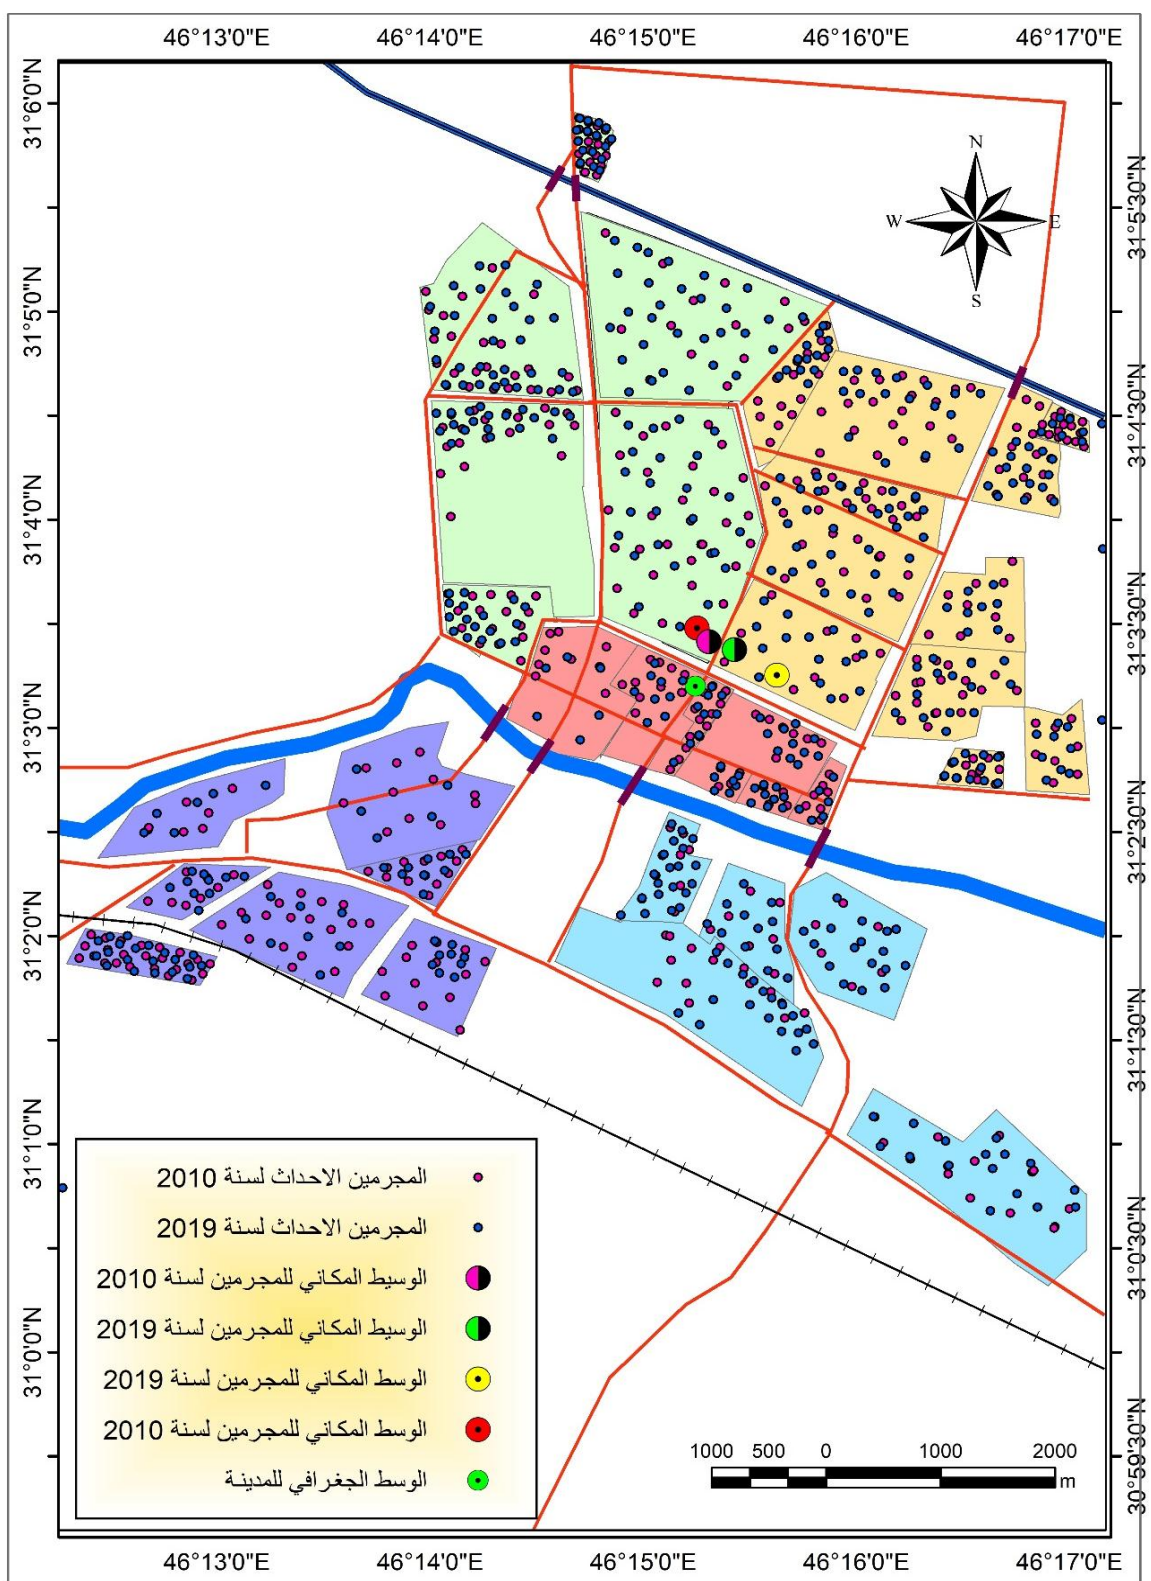 46°13'0"E 46°14'0"E 46°15'0"E 46°16'0"E 46°17'0"E
31°6'0"N
31°5'0"N
31°4'0"N
31°3'0"N
31°2'0"N
31°1'0"N
31°0'0"N
31°5'30"N
31°4'30"N
31°3'30"N
31°2'30"N
31°1'30"N
31°0'30"N
30°59'30"N
N
W E
S
المجرمين الاحداث لسنة 2010
المجرمين الاحداث لسنة 2019
الوسيط المكاني للمجرمين لسنة 2010
الوسيط المكاني للمجرمين لسنة 2019
الوسط المكاني للمجرمين لسنة 2019
الوسط المكاني للمجرمين لسنة 2010
الوسط الجغرافي للمدينة
1000 500 0 1000 2000
m
46°13'0"E 46°14'0"E 46°15'0"E 46°16'0"E 46°17'0"E